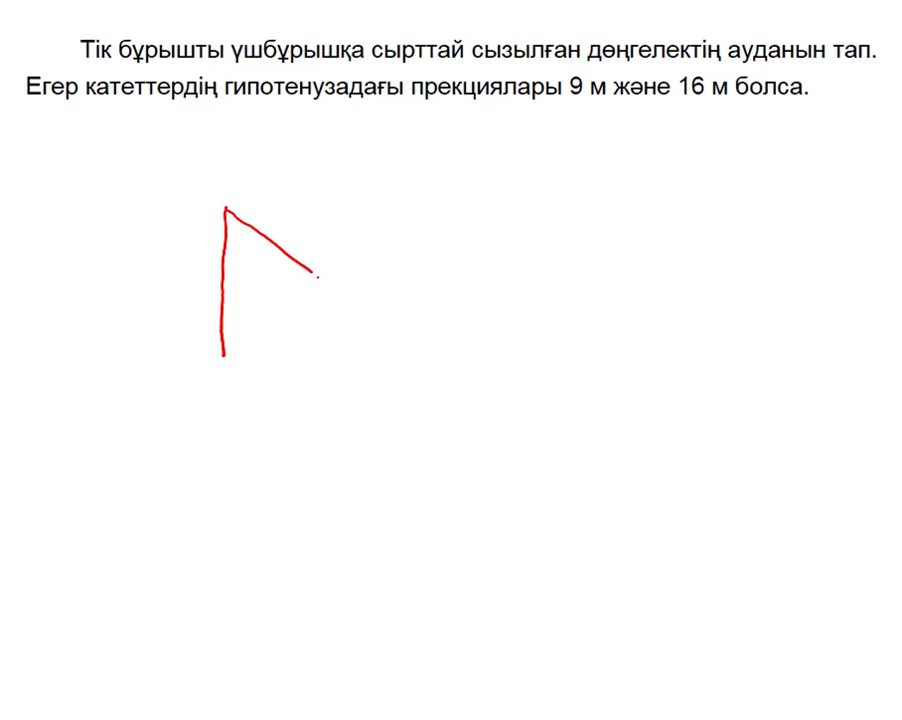 Тік бұрышты үшбұрышқа сырттай сызылған дөңгелектің ауданын тап.
Егер катеттердің гипотенузадағы прекциялары 9 м және 16 м болса.